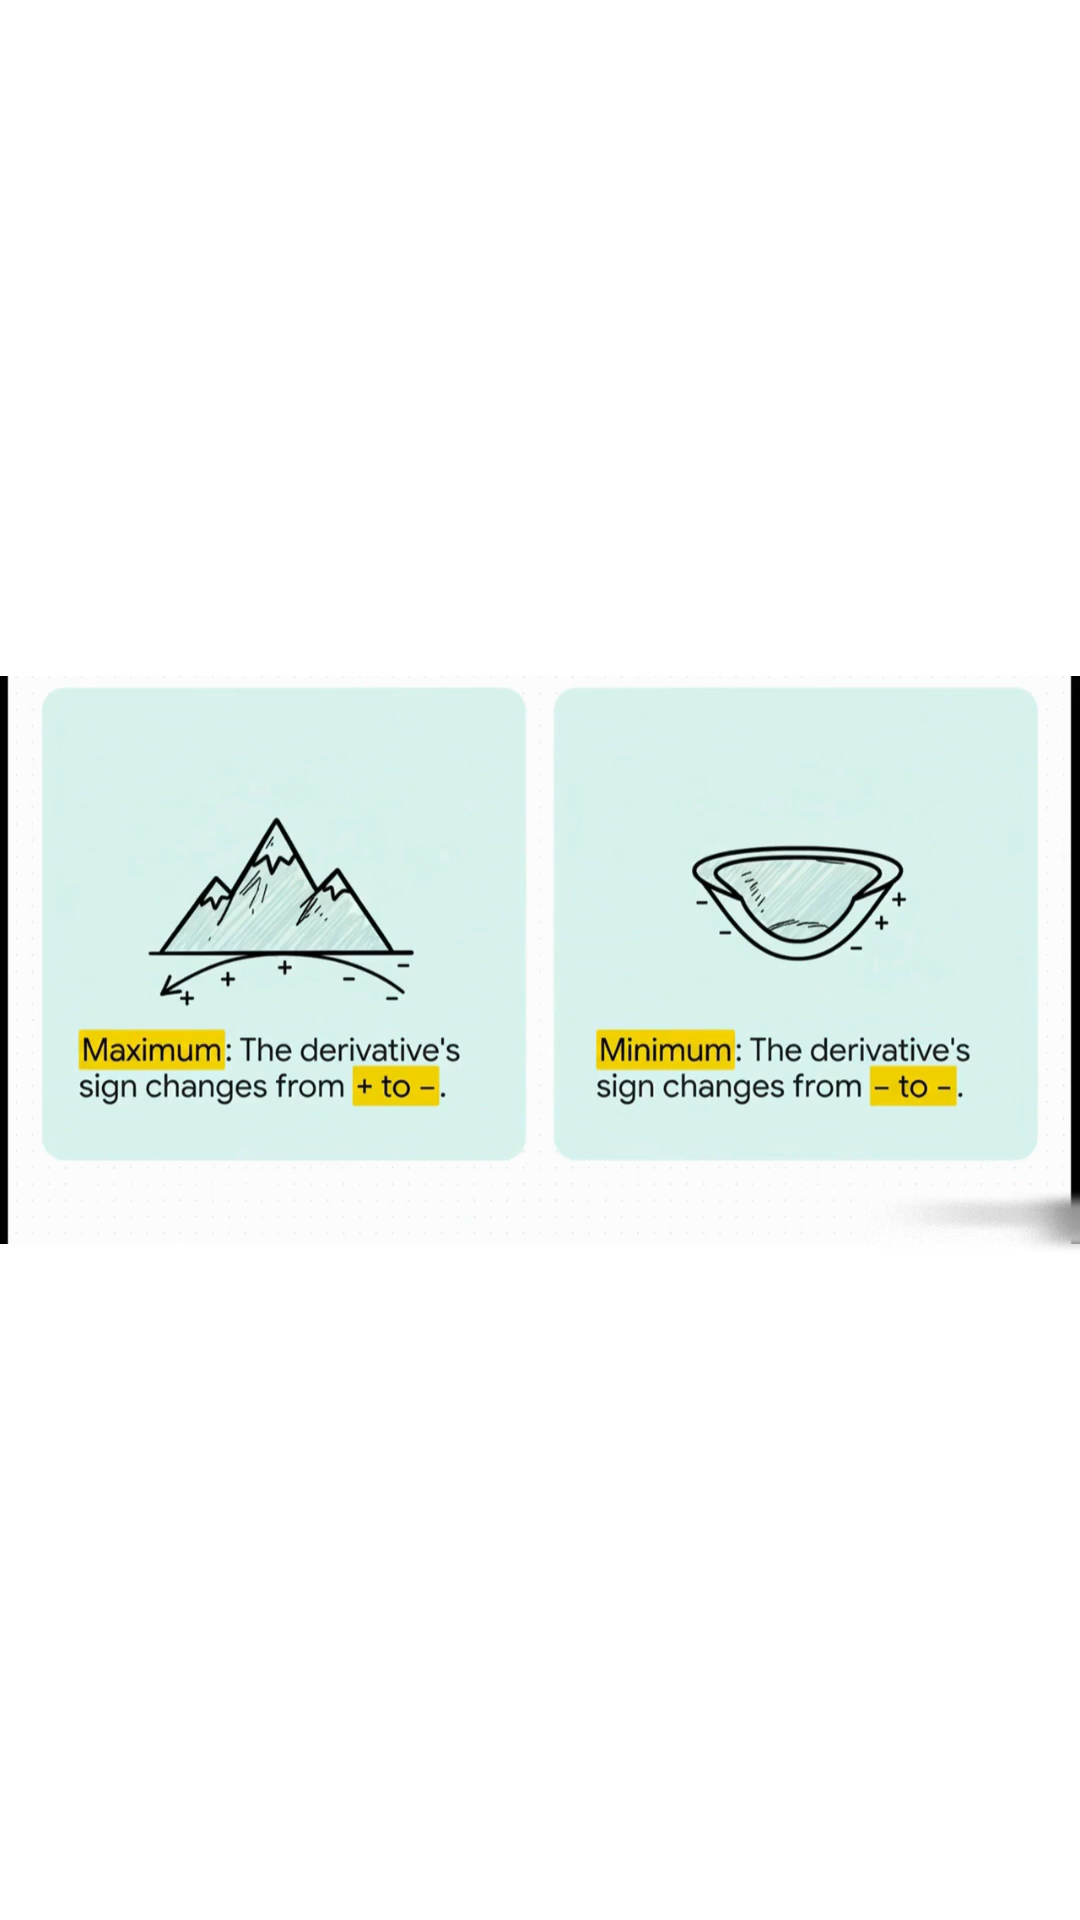 + + + − − −
Maximum: The derivative's
sign changes from + to −.
− − − + +
Minimum: The derivative's
sign changes from − to −.